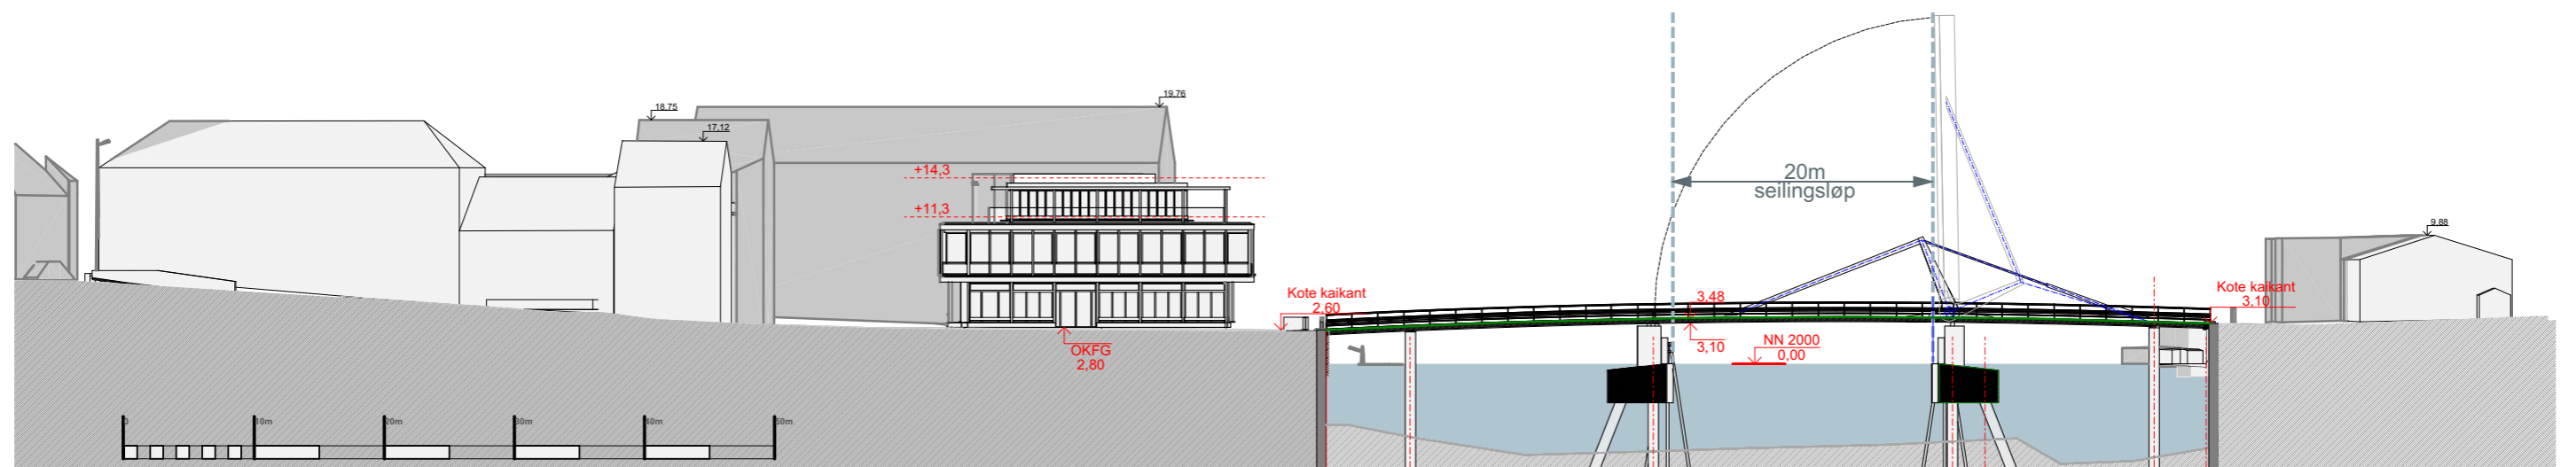 18.75
17,12
19.76
+14,3
+11,3
20m
seilingsløp
9.88
Kote kaikant
2,60
3.48
3,10
NN 2000
0,00
Kote kaikant
3,10
OKFG
2,80
0
10m
20m
30m
40m
50m